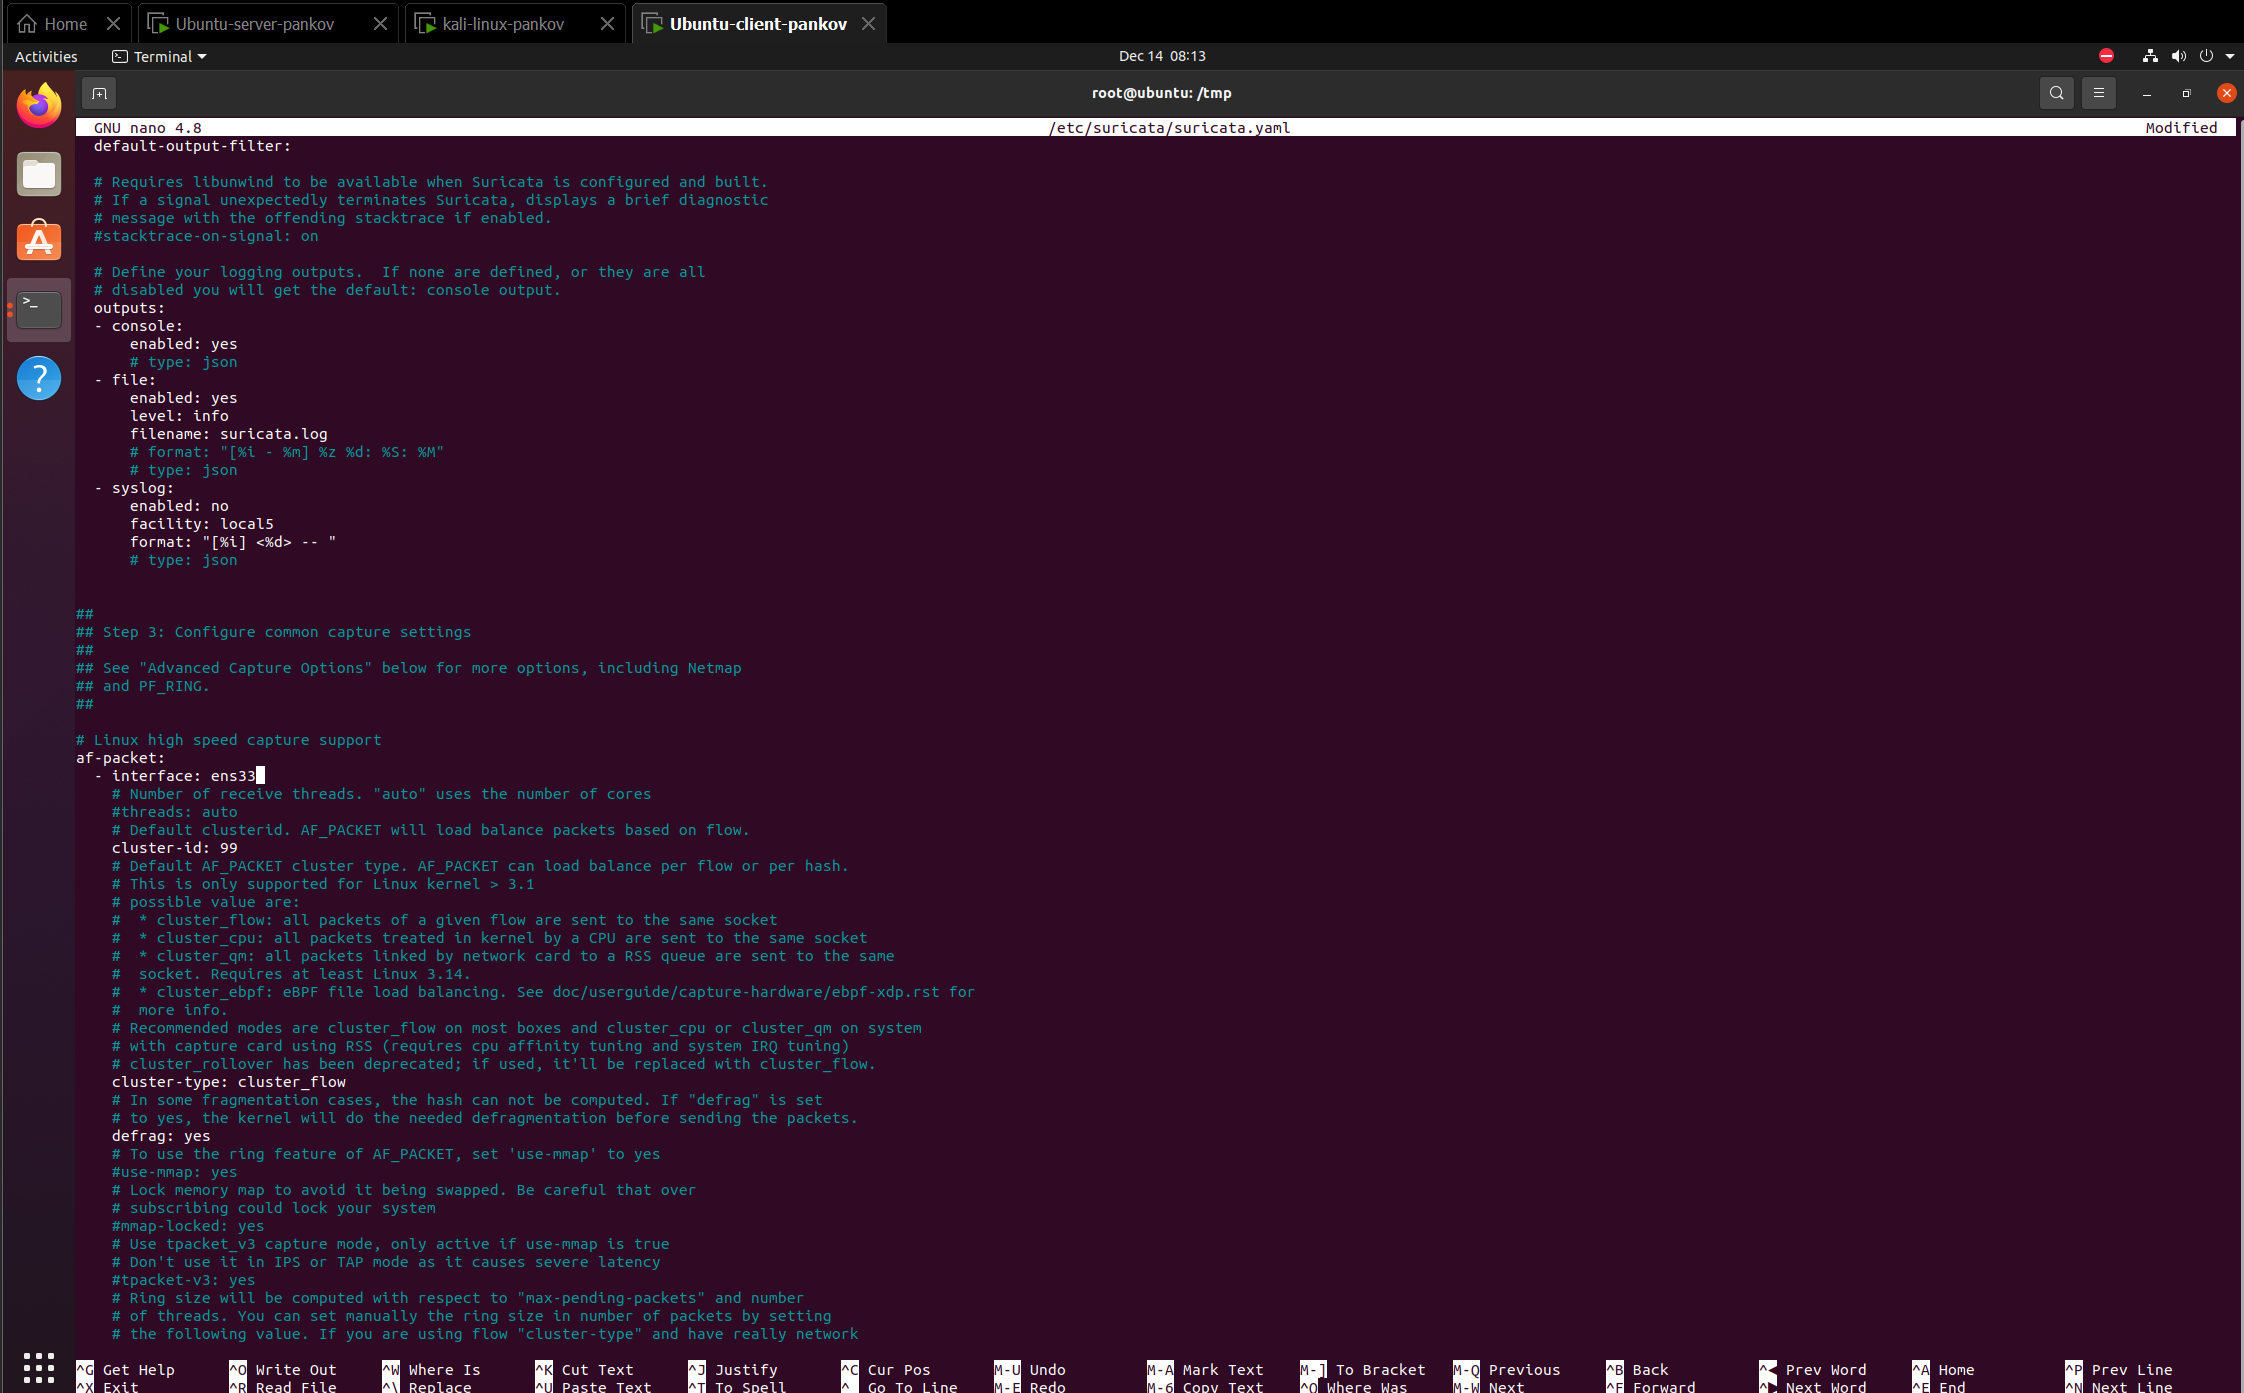 Home
Ubuntu-server-pankov
kali-linux-pankov
Ubuntu-client-pankov
Activities
Terminal
Dec 14 08:13
root@ubuntu: /tmp
GNU nano 4.8 /etc/suricata/suricata.yaml Modified
default-output-filter:
# Requires libunwind to be available when Suricata is configured and built.
# If a signal unexpectedly terminates Suricata, displays a brief diagnostic
# message with the offending stacktrace if enabled.
#stacktrace-on-signal: on
# Define your logging outputs.  If none are defined, or they are all
# disabled you will get the default: console output.
outputs:
- console:
enabled: yes
# type: json
- file:
enabled: yes
level: info
filename: suricata.log
# format: "[%i - %m] %z %d: %S: %M"
# type: json
- syslog:
enabled: no
facility: local5
format: "[%i] <%d> -- "
# type: json
##
## Step 3: Configure common capture settings
##
## See "Advanced Capture Options" below for more options, including Netmap
## and PF_RING.
##
# Linux high speed capture support
af-packet:
- interface: ens33
# Number of receive threads. "auto" uses the number of cores
#threads: auto
# Default clusterid. AF_PACKET will load balance packets based on flow.
cluster-id: 99
# Default AF_PACKET cluster type. AF_PACKET can load balance per flow or per hash.
# This is only supported for Linux kernel > 3.1
# possible value are:
#  * cluster_flow: all packets of a given flow are sent to the same socket
#  * cluster_cpu: all packets treated in kernel by a CPU are sent to the same socket
#  * cluster_qm: all packets linked by network card to a RSS queue are sent to the same
#  socket. Requires at least Linux 3.14.
#  * cluster_ebpf: eBPF file load balancing. See doc/userguide/capture-hardware/ebpf-xdp.rst for
#  more info.
# Recommended modes are cluster_flow on most boxes and cluster_cpu or cluster_qm on system
# with capture card using RSS (requires cpu affinity tuning and system IRQ tuning)
# cluster_rollover has been deprecated; if used, it'll be replaced with cluster_flow.
cluster-type: cluster_flow
# In some fragmentation cases, the hash can not be computed. If "defrag" is set
# to yes, the kernel will do the needed defragmentation before sending the packets.
defrag: yes
# To use the ring feature of AF_PACKET, set 'use-mmap' to yes
#use-mmap: yes
# Lock memory map to avoid it being swapped. Be careful that over
# subscribing could lock your system
#mmap-locked: yes
# Use tpacket_v3 capture mode, only active if use-mmap is true
# Don't use it in IPS or TAP mode as it causes severe latency
#tpacket-v3: yes
# Ring size will be computed with respect to "max-pending-packets" and number
# of threads. You can set manually the ring size in number of packets by setting
# the following value. If you are using flow "cluster-type" and have really network
^G Get Help ^O Write Out ^W Where Is ^K Cut Text ^J Justify ^C Cur Pos M-U Undo M-A Mark Text M-] To Bracket M-Q Previous ^B Back ^◀ Prev Word ^A Home ^P Prev Line
^X Exit ^R Read File ^\ Replace ^U Paste Text ^T To Spell ^_ Go To Line M-E Redo M-6 Copy Text ^Q Where Was M-W Next ^F Forward ^▶ Next Word ^E End ^N Next Line